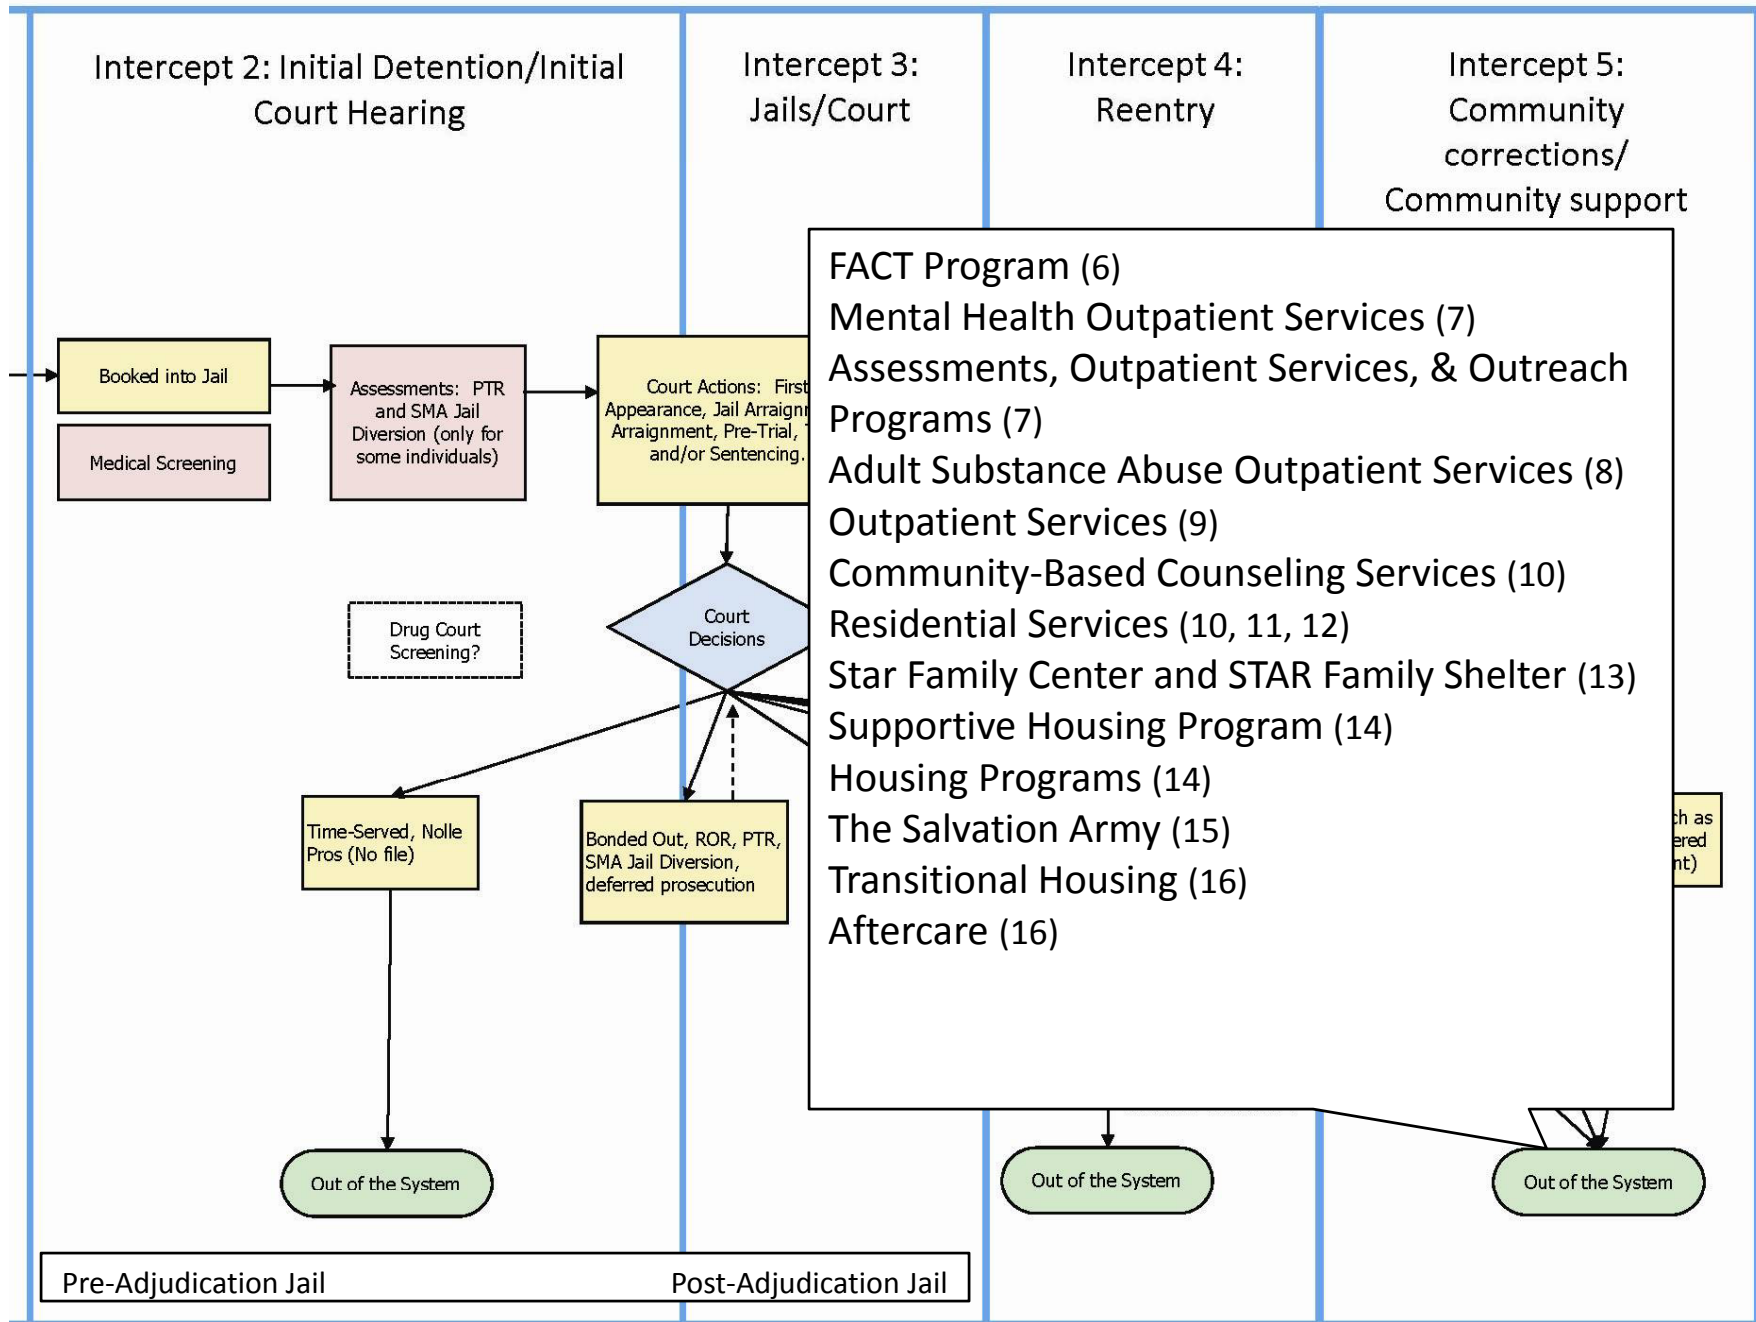 Intercept 2: Initial Detention/Initial
Court Hearing
Intercept 3:
Jails/Court
Intercept 4:
Reentry
Intercept 5:
Community
corrections/
Community support
FACT Program (6)
Mental Health Outpatient Services (7)
Assessments, Outpatient Services, & Outreach
Programs (7)
Adult Substance Abuse Outpatient Services (8)
Outpatient Services (9)
Community-Based Counseling Services (10)
Residential Services (10, 11, 12)
Star Family Center and STAR Family Shelter (13)
Supportive Housing Program (14)
Housing Programs (14)
The Salvation Army (15)
Transitional Housing (16)
Aftercare (16)
Booked into Jail
Medical Screening
Assessments: PTR
and SMA Jail
Diversion (only for
some individuals)
Court Actions: First
Appearance, Jail
Arraignment, Pre-Trial,
and/or Sentencing.
Drug Court
Screening?
Court
Decisions
Time-Served, Nolle
Pros (No file)
Bonded Out, ROR, PTR,
SMA Jail Diversion,
deferred prosecution
as
Out of the System
Out of the System
Out of the System
Pre-Adjudication Jail
Post-Adjudication Jail